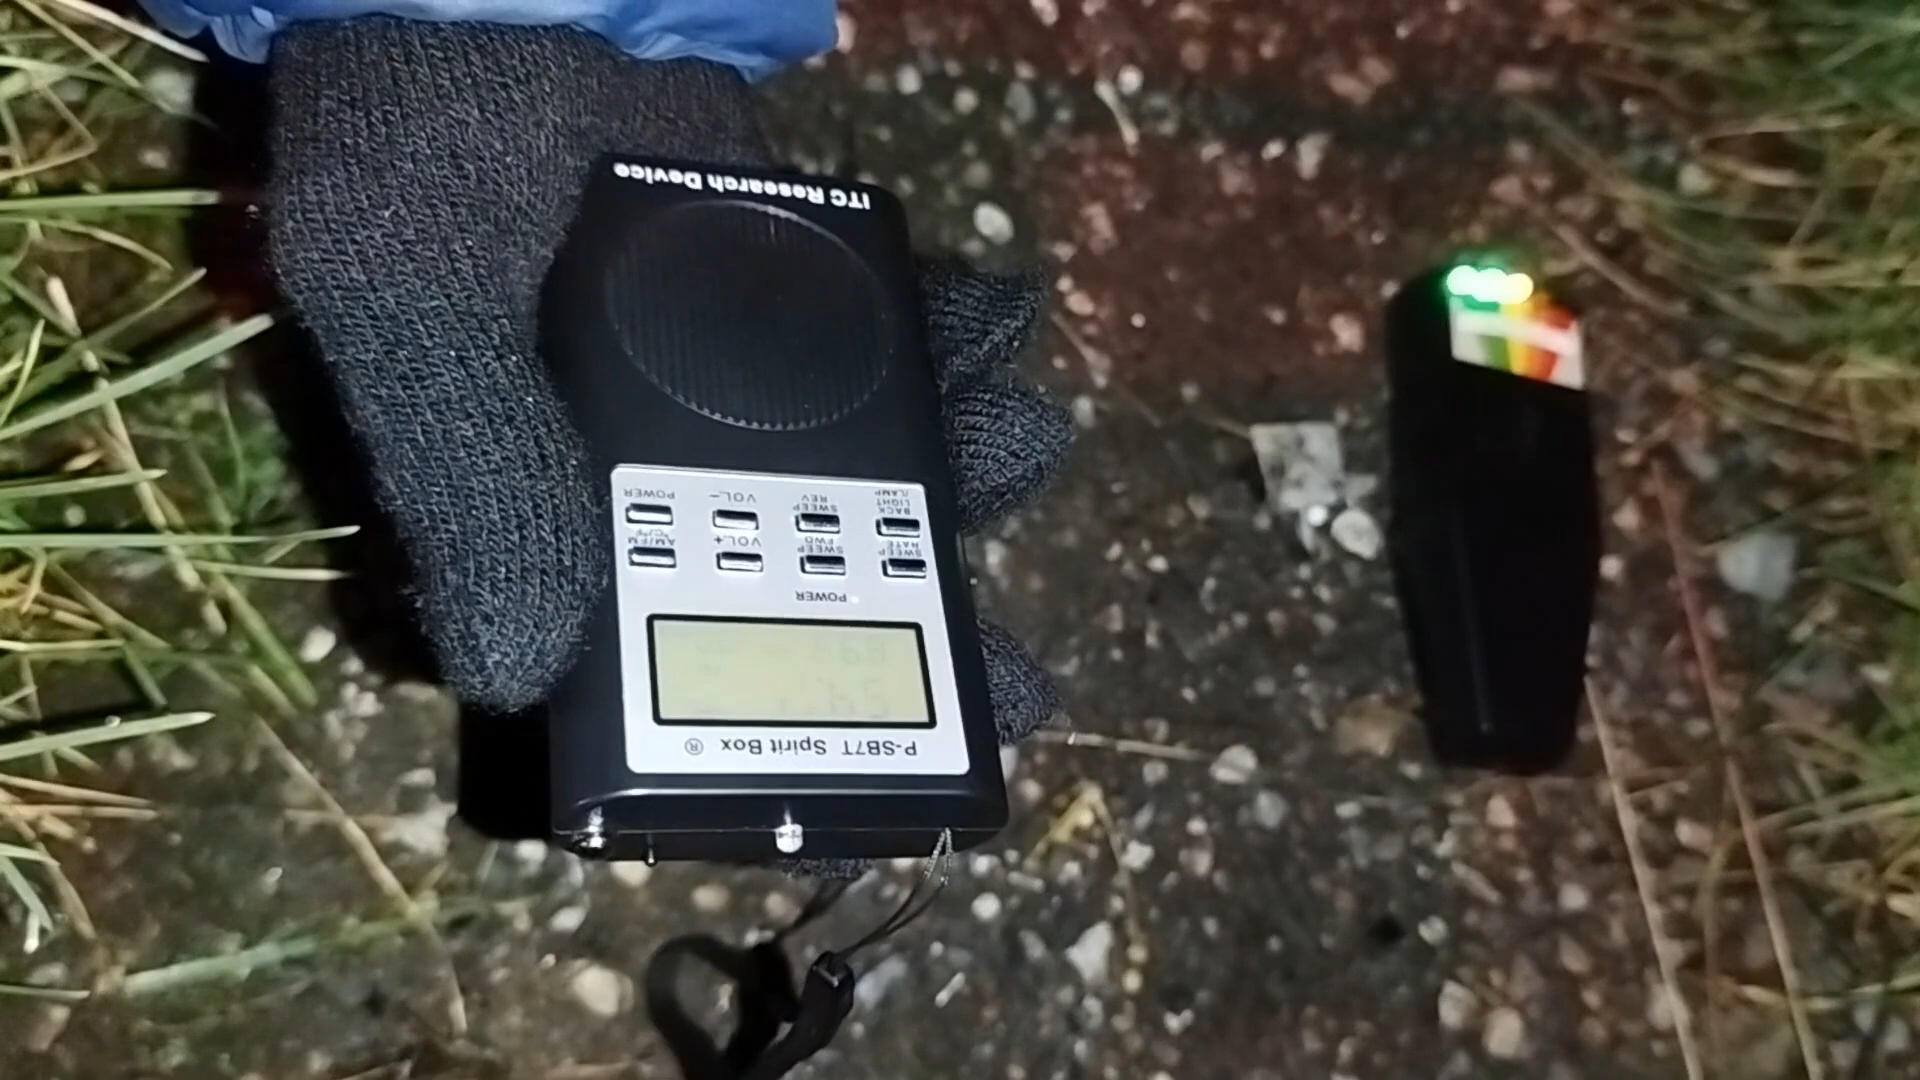 P-SB7T Spirit Box ®
POWER
SWEEP RATE
SWEEP FWD
VOL+
AM/FM °C/°F
BACK LIGHT /LAMP
SWEEP REV
VOL-
POWER
ITC Research Device